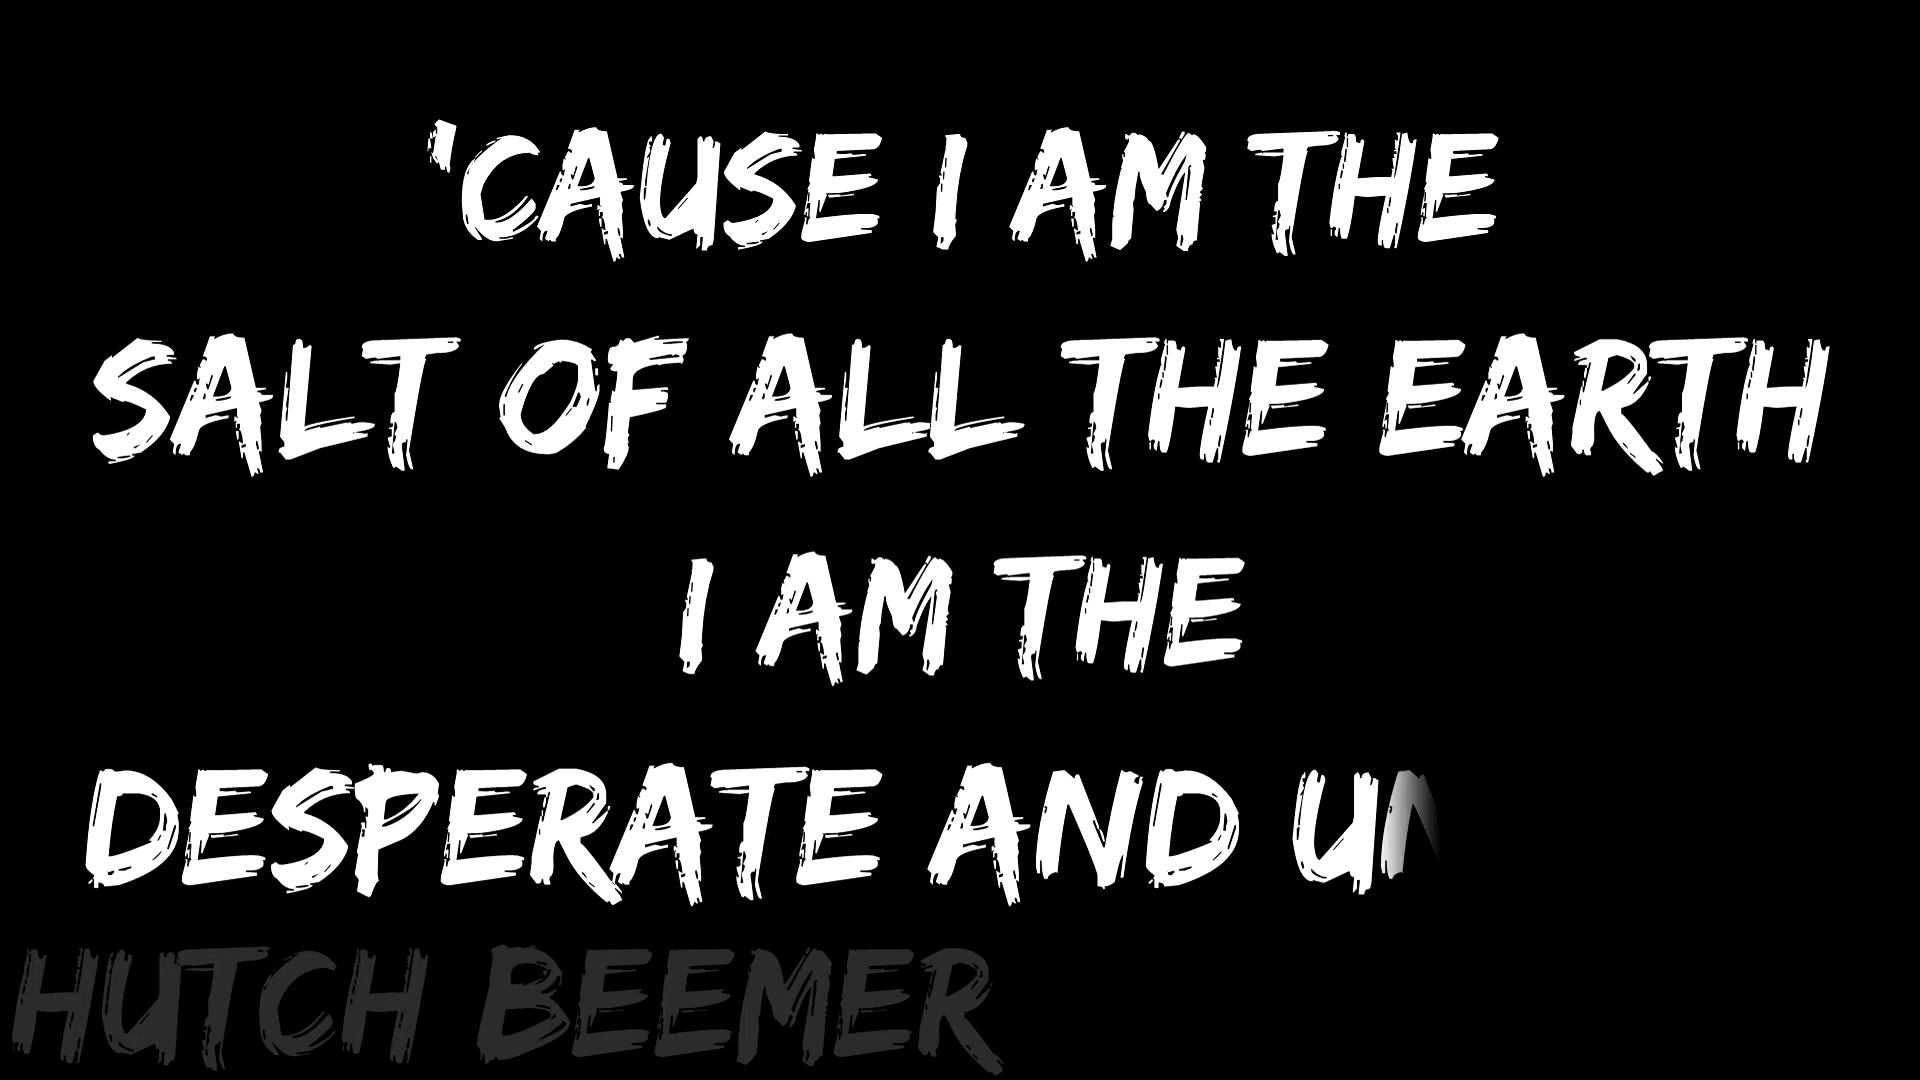 'CAUSE I AM THE
SALT OF ALL THE EARTH
I AM THE
DESPERATE AND
HUTCH BEEMER